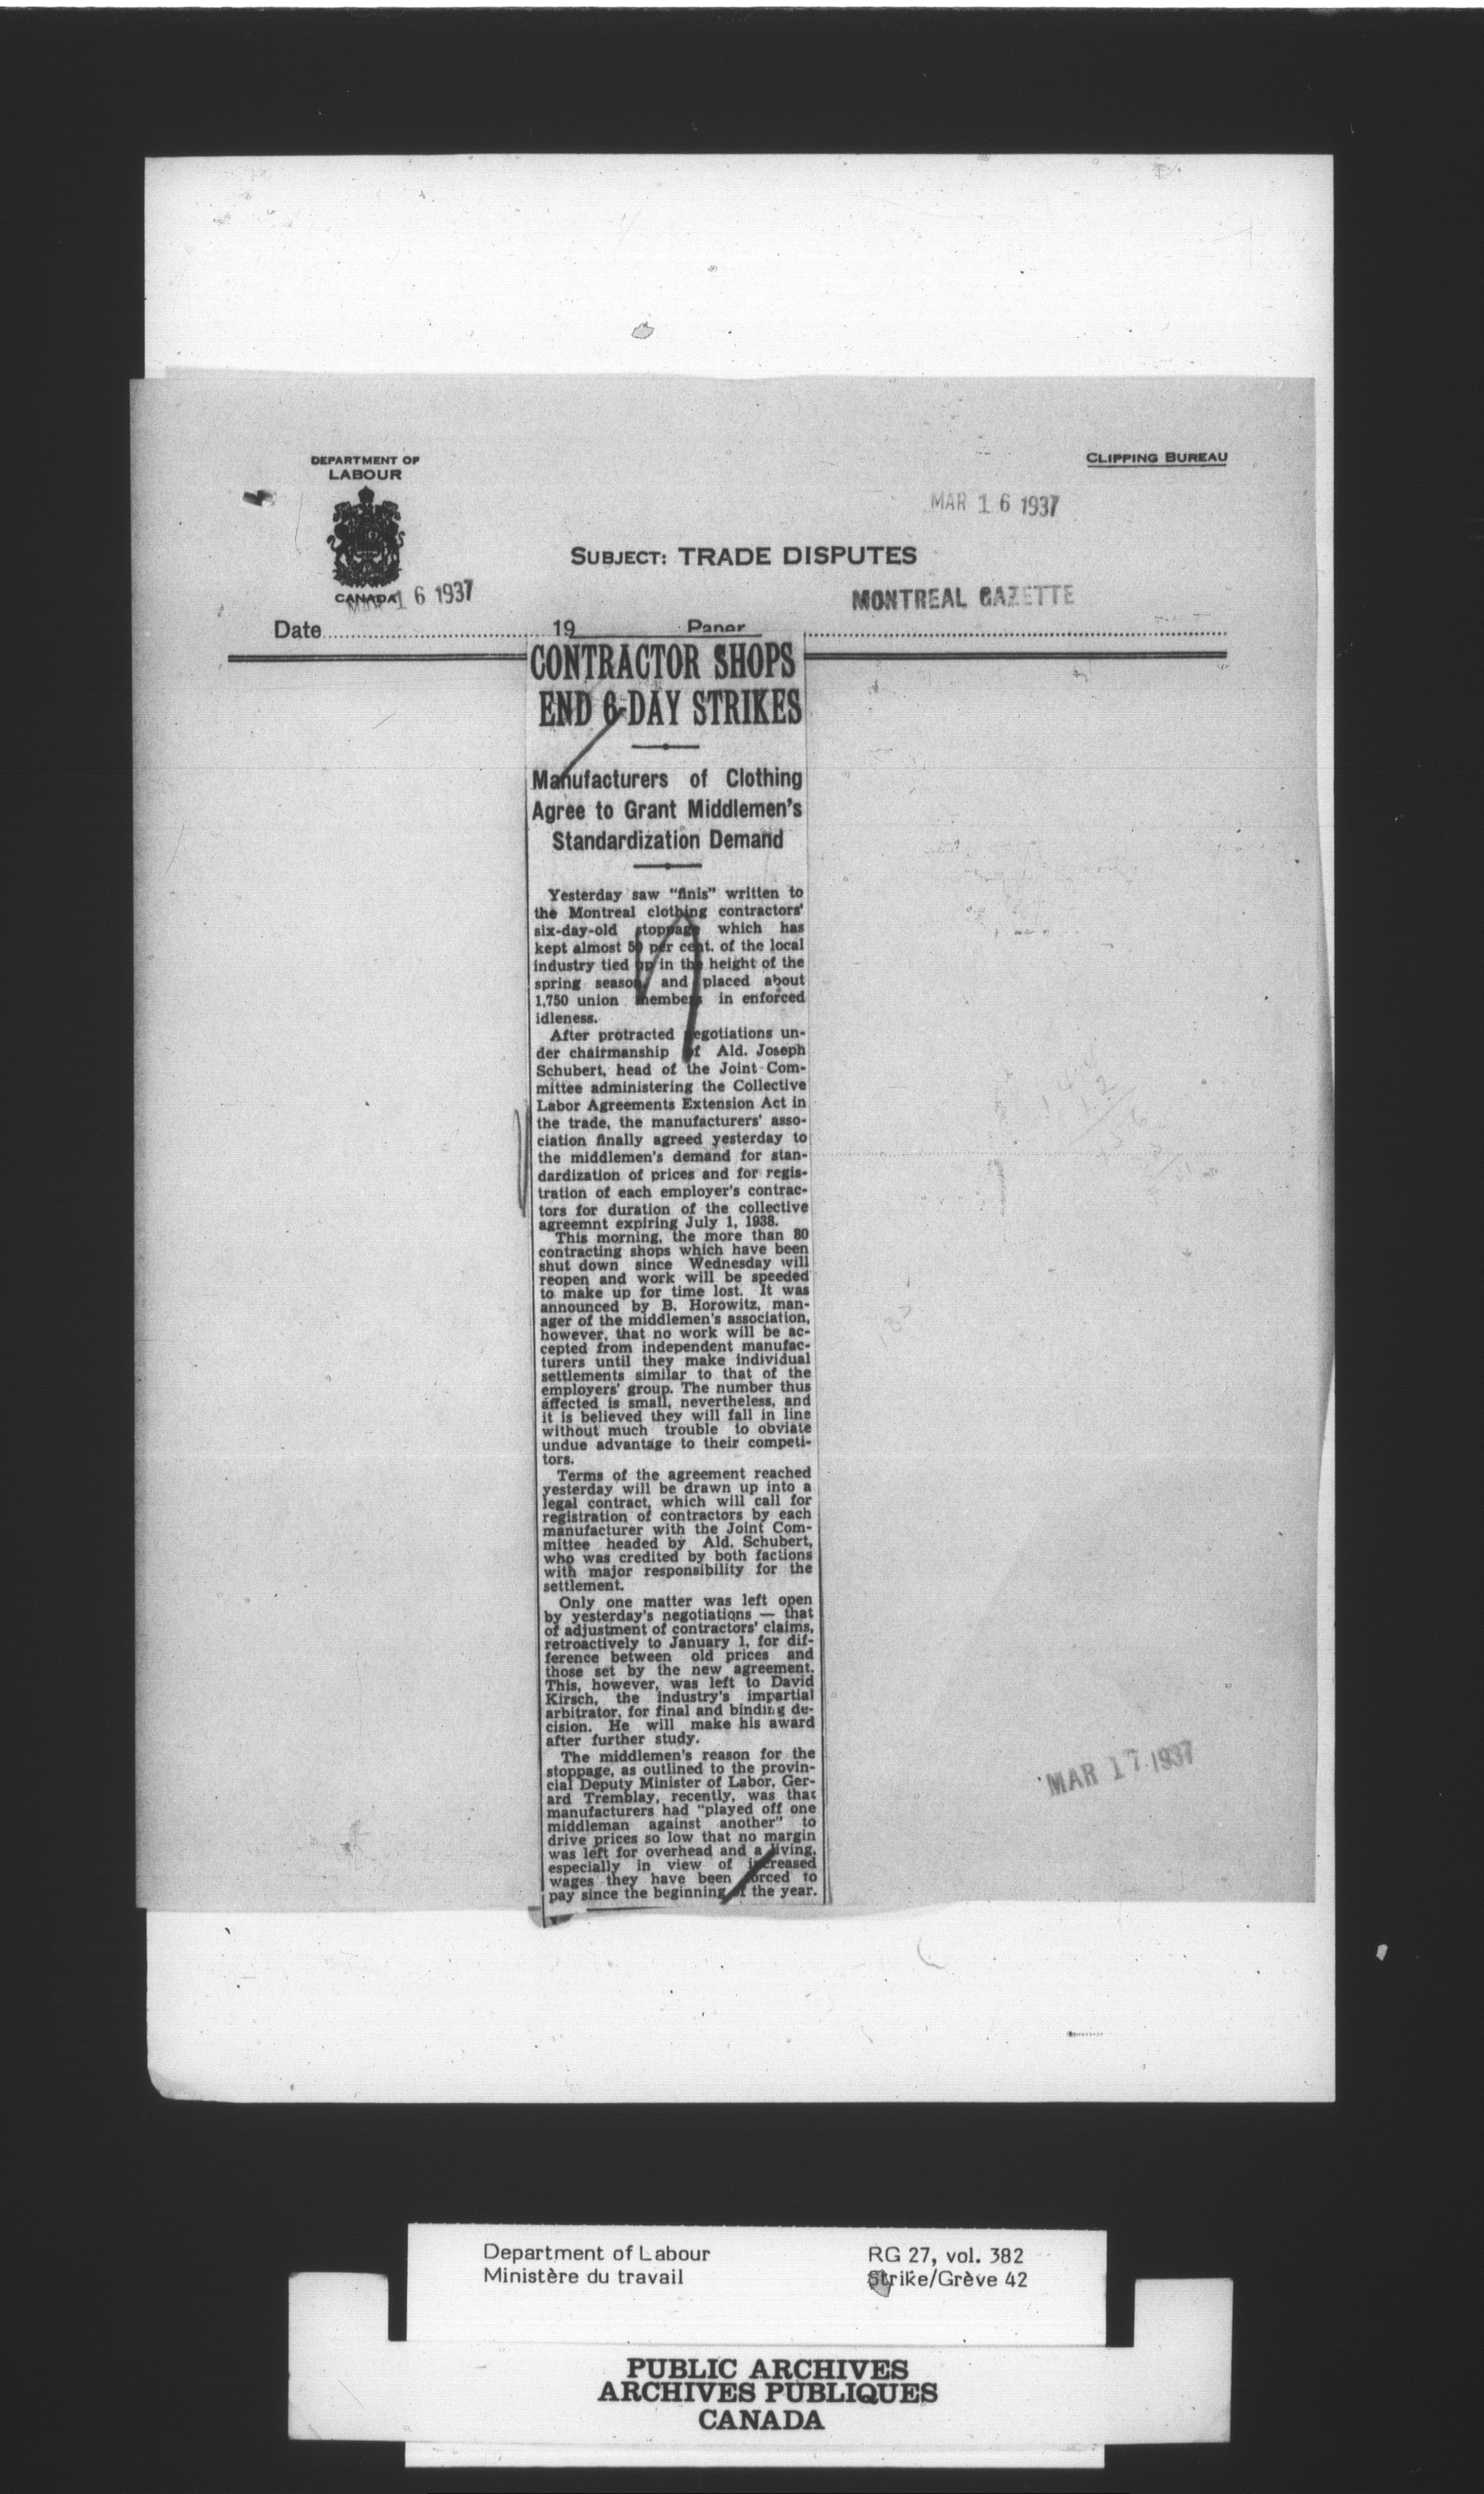 DEPARTMENT OF
LABOUR
CANADA
CLIPPING BUREAU
MAR 16 1937
SUBJECT: TRADE DISPUTES
MAR 16 1937
MONTREAL GAZETTE
Date 19 Paper
CONTRACTOR SHOPS
END 6-DAY STRIKES
Manufacturers of Clothing
Agree to Grant Middlemen's
Standardization Demand
Yesterday saw "finis" written to
the Montreal clothing contractors'
six-day-old stoppage which has
kept almost 50 per cent. of the local
industry tied up in the height of the
spring season, and placed about
1,750 union members in enforced
idleness.
After protracted negotiations un-
der chairmanship of Ald. Joseph
Schubert, head of the Joint Com-
mittee administering the Collective
Labor Agreements Extension Act in
the trade, the manufacturers' asso-
ciation finally agreed yesterday to
the middlemen's demand for stan-
dardization of prices and for regis-
tration of each employer's contrac-
tors for duration of the collective
agreemnt expiring July 1, 1938.
This morning, the more than 80
contracting shops which have been
shut down since Wednesday will
reopen and work will be speeded
to make up for time lost. It was
announced by B. Horowitz, man-
ager of the middlemen's association,
however, that no work will be ac-
cepted from independent manufac-
turers until they make individual
settlements similar to that of the
employers' group. The number thus
affected is small, nevertheless, and
it is believed they will fall in line
without much trouble to obviate
undue advantage to their competi-
tors.
Terms of the agreement reached
yesterday will be drawn up into a
legal contract, which will call for
registration of contractors by each
manufacturer with the Joint Com-
mittee headed by Ald. Schubert,
who was credited by both factions
with major responsibility for the
settlement.
Only one matter was left open
by yesterday's negotiations — that
of adjustment of contractors' claims,
retroactively to January 1, for dif-
ference between old prices and
those set by the new agreement.
This, however, was left to David
Kirsch, the industry's impartial
arbitrator, for final and binding de-
cision. He will make his award
after further study.
The middlemen's reason for the
stoppage, as outlined to the provin-
cial Deputy Minister of Labor, Ger-
ard Tremblay, recently, was that
manufacturers had "played off one
middleman against another" to
drive prices so low that no margin
was left for overhead and a living,
especially in view of increased
wages they have been forced to
pay since the beginning of the year.
MAR 17 1937
Department of Labour
Ministère du travail
RG 27, vol. 382
Strike/Grève 42
PUBLIC ARCHIVES
ARCHIVES PUBLIQUES
CANADA